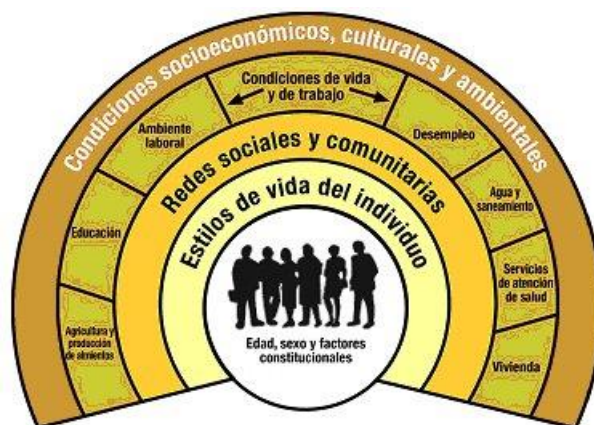 Condiciones socioeconómicos, culturales y ambientales
Condiciones de vida
y de trabajo
Ambiente
laboral
Desempleo
Educación
Agua y
saneamiento
Agricultura y
producción
de alimentos
Servicios
de atención
de salud
Vivienda
Redes sociales y comunitarias
Estilos de vida del individuo
Edad, sexo y factores
constitucionales